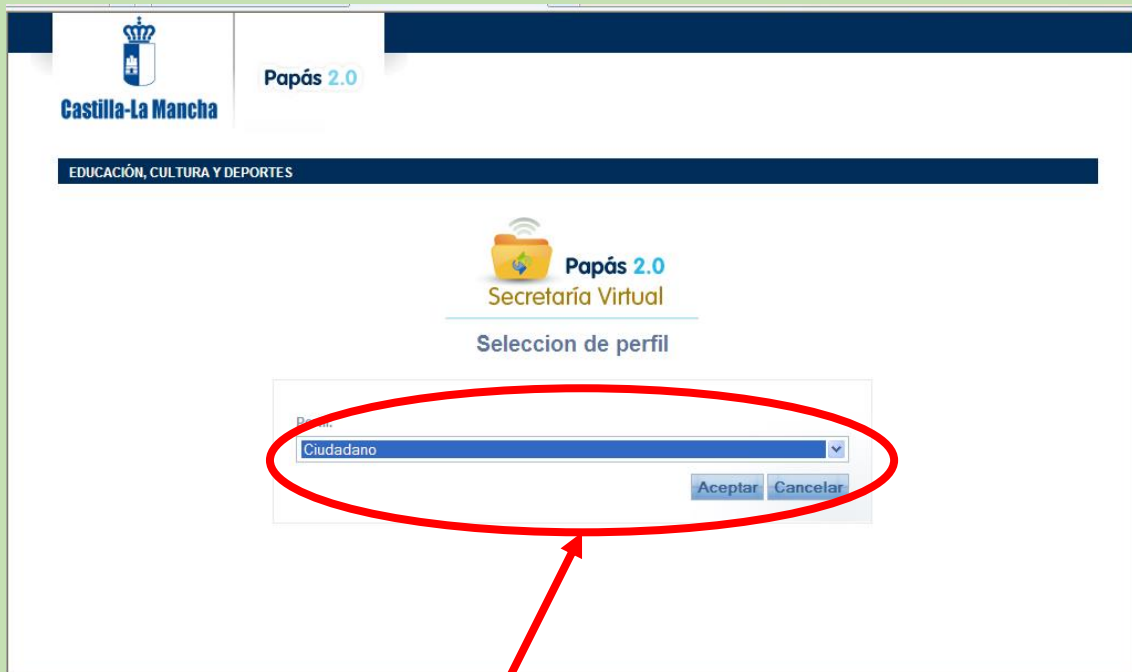 Castilla-La Mancha
Papás 2.0
EDUCACIÓN, CULTURA Y DEPORTES
Papás 2.0
Secretaría Virtual
Seleccion de perfil
Ciudadano
Aceptar Cancelar